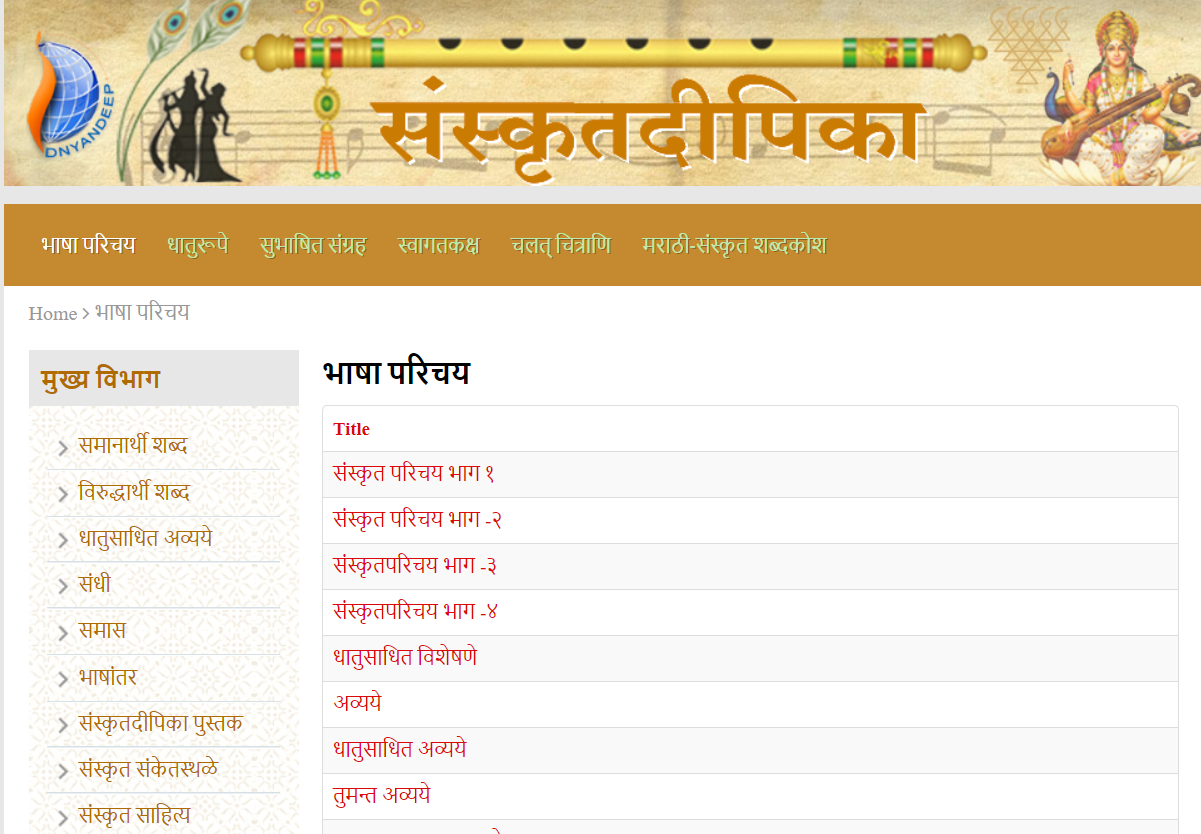 DNYANDEEP
संस्कृतदीपिका
भाषा परिचय धातुरूपे सुभाषित संग्रह स्वागतकक्ष चलत् चित्राणि मराठी-संस्कृत शब्दकोश
Home > भाषा परिचय
मुख्य विभाग
समानार्थी शब्द
विरुद्धार्थी शब्द
धातुसाधित अव्यये
संधी
समास
भाषांतर
संस्कृतदीपिका पुस्तक
संस्कृत संकेतस्थळे
संस्कृत साहित्य
भाषा परिचय
Title
संस्कृत परिचय भाग १
संस्कृत परिचय भाग -२
संस्कृतपरिचय भाग -३
संस्कृतपरिचय भाग -४
धातुसाधित विशेषणे
अव्यये
धातुसाधित अव्यये
तुमन्त अव्यये